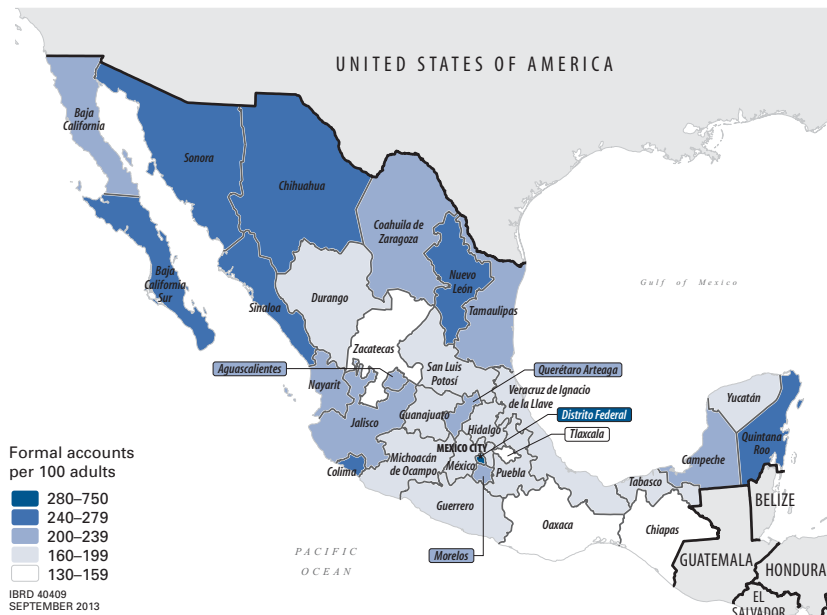 UNITED STATES OF AMERICA
Baja
California
Sonora
Chihuahua
Coahuila de
Zaragoza
Baja
California
Sur
Sinaloa
Durango
Nuevo
León
Tamaulipas
Gulf of Mexico
Zacatecas
Aguascalientes
San Luis
Potosí
Querétaro Arteaga
Nayarit
Veracruz de Ignacio
de la Llave
Yucatán
Distrito Federal
Jalisco
Guanajuato
Hidalgo
Tlaxcala
Quintana
Roo
MEXICO CITY
Michoacán
de Ocampo
México
Puebla
Campeche
Colima
Tabasco
Guerrero
BELIZE
Oaxaca
Chiapas
Morelos
PACIFIC
OCEAN
GUATEMALA
HONDURA
EL
SALVADOR
Formal accounts
per 100 adults
280–750
240–279
200–239
160–199
130–159
IBRD 40409
SEPTEMBER 2013